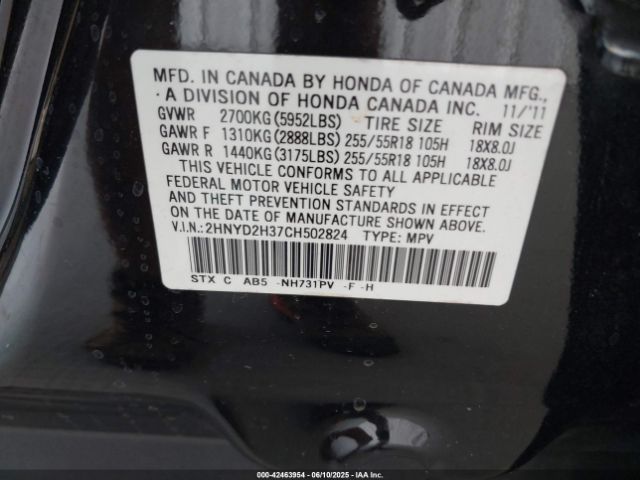 MFD. IN CANADA BY HONDA OF CANADA MFG.,
A DIVISION OF HONDA CANADA INC. 11/'11
GVWR 2700KG(5952LBS) TIRE SIZE RIM SIZE
GAWR F 1310KG(2888LBS) 255/55R18 105H 18X8.0J
GAWR R 1440KG(3175LBS) 255/55R18 105H 18X8.0J
THIS VEHICLE CONFORMS TO ALL APPLICABLE
FEDERAL MOTOR VEHICLE SAFETY
AND THEFT PREVENTION STANDARDS IN EFFECT
ON THE DATE OF MANUFACTURE SHOWN ABOVE.
V.I.N.: 2HNYD2H37CH502824 TYPE: MPV
STX C AB5 -NH731PV -F -H
000-42463954 - 06/10/2025 - IAA Inc.